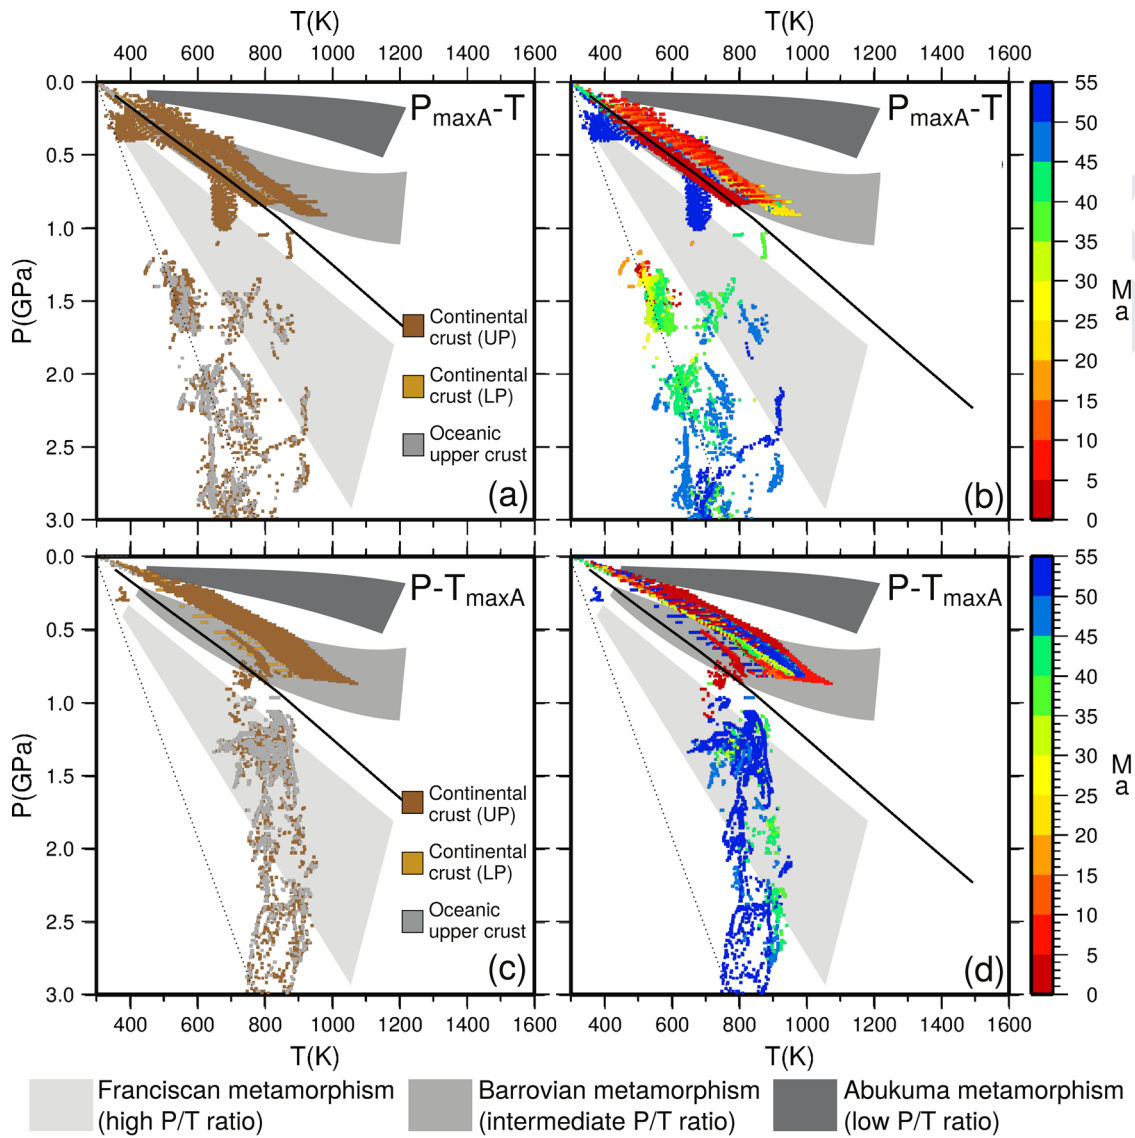 T(K) T(K)
400 600 800 1000 1200 1400 1600 400 600 800 1000 1200 1400 1600
0.0
0.5
1.0
1.5
2.0
2.5
3.0
P(GPa)
PmaxA-T
Continental
crust (UP)
Continental
crust (LP)
Oceanic
upper crust
(a)
PmaxA-T
(b)
55
50
45
40
35
30
25
20
15
10
5
0
M
a
0.0
0.5
1.0
1.5
2.0
2.5
3.0
P(GPa)
P-TmaxA
Continental
crust (UP)
Continental
crust (LP)
Oceanic
upper crust
(c)
P-TmaxA
(d)
55
50
45
40
35
30
25
20
15
10
5
0
M
a
400 600 800 1000 1200 1400 1600 400 600 800 1000 1200 1400 1600
T(K) T(K)
Franciscan metamorphism
(high P/T ratio)
Barrovian metamorphism
(intermediate P/T ratio)
Abukuma metamorphism
(low P/T ratio)